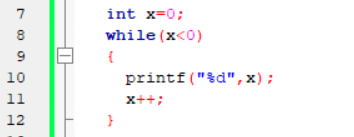 7 int x=0;
8 while(x<0)
9 {
10 printf("%d",x);
11 x++;
12 }